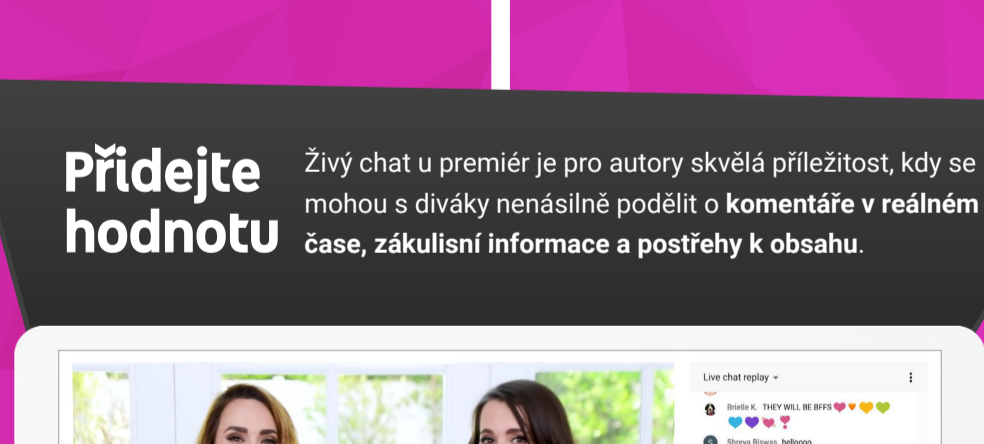 Přidejte
hodnotu
Živý chat u premiér je pro autory skvělá příležitost, kdy se
mohou s diváky nenásilně podělit o komentáře v reálném
čase, zákulisní informace a postřehy k obsahu.
Live chat replay
Brielle K. THEY WILL BE BFFS
S Shreya Biswas helloooo